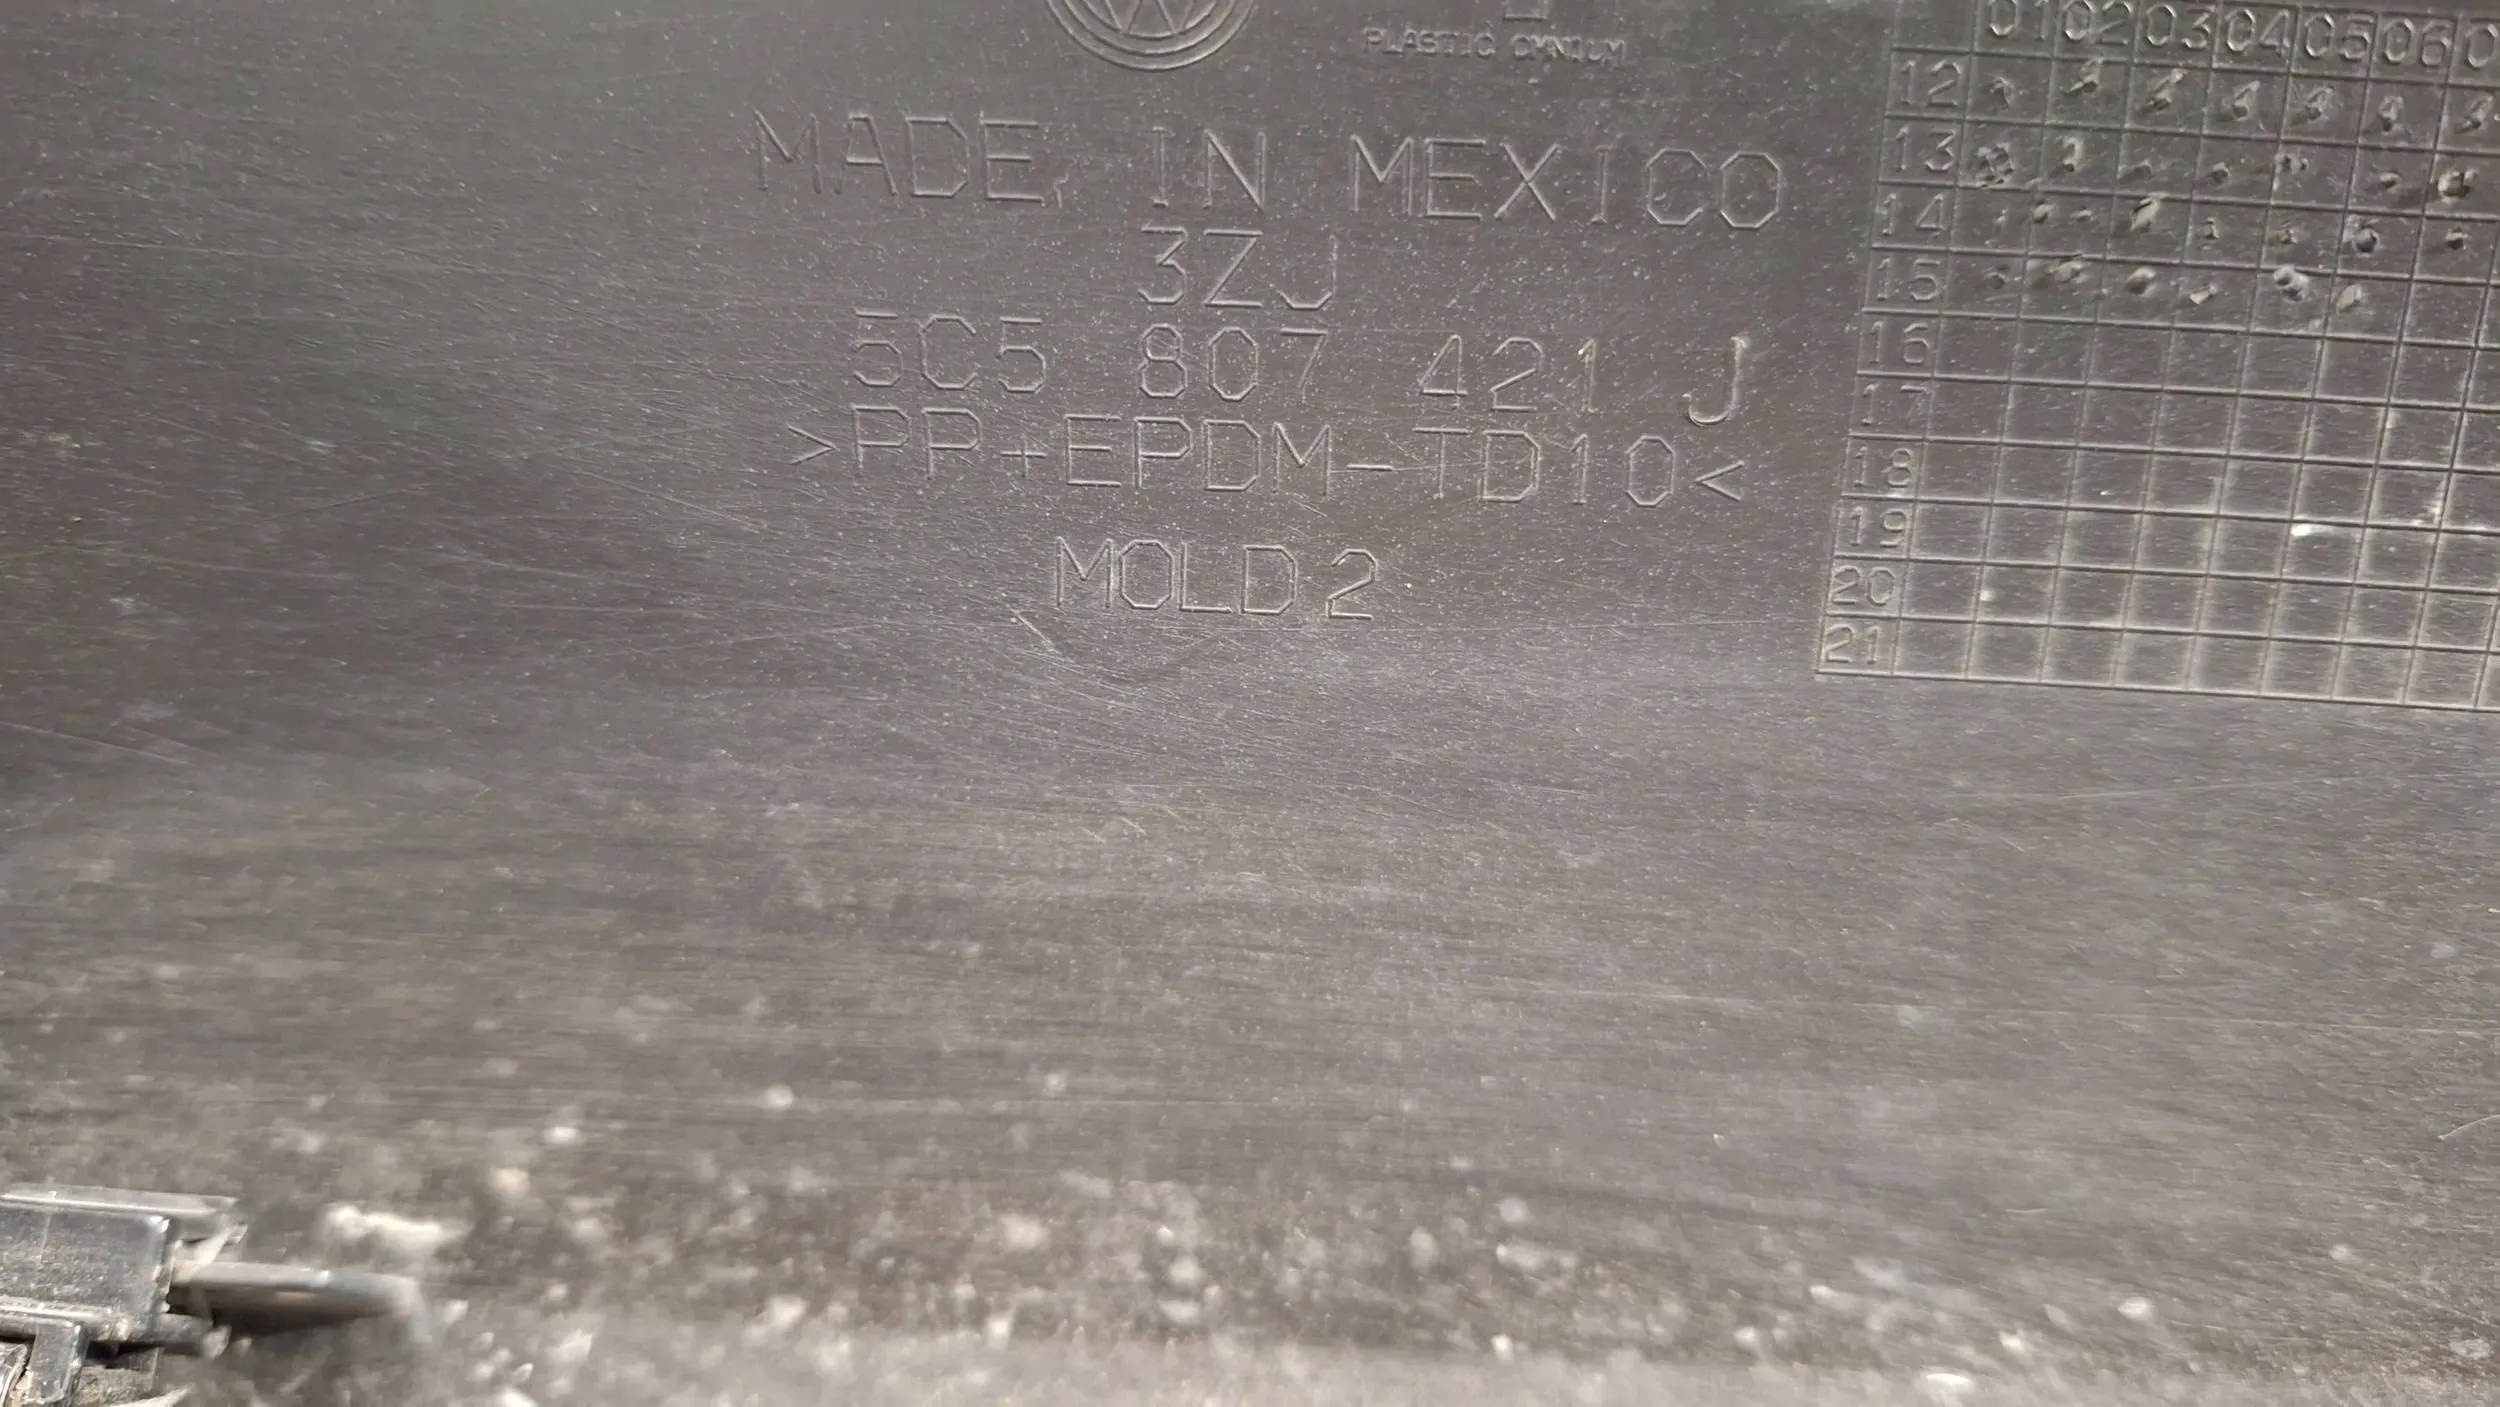 PLASTIC OMNIUM
MADE IN MEXICO
3ZJ
5C5 807 421 J
>PP+EPDM-TD10<
MOLD 2
01 02 03 04 05 06
12
13
14
15
16
17
18
19
20
21